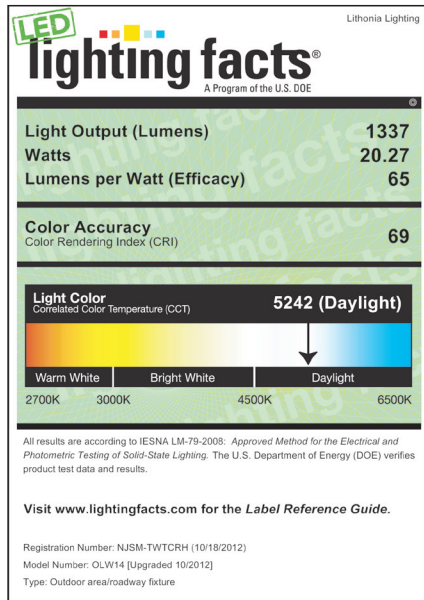 Lithonia Lighting
LED
lighting facts®
A Program of the U.S. DOE
Light Output (Lumens) 1337
Watts 20.27
Lumens per Watt (Efficacy) 65
Color Accuracy
Color Rendering Index (CRI) 69
Light Color
Correlated Color Temperature (CCT) 5242 (Daylight)
Warm White Bright White Daylight
2700K 3000K 4500K 6500K
All results are according to IESNA LM-79-2008: Approved Method for the Electrical and
Photometric Testing of Solid-State Lighting. The U.S. Department of Energy (DOE) verifies
product test data and results.
Visit www.lightingfacts.com for the Label Reference Guide.
Registration Number: NJSM-TWTCRH (10/18/2012)
Model Number: OLW14 [Upgraded 10/2012]
Type: Outdoor area/roadway fixture